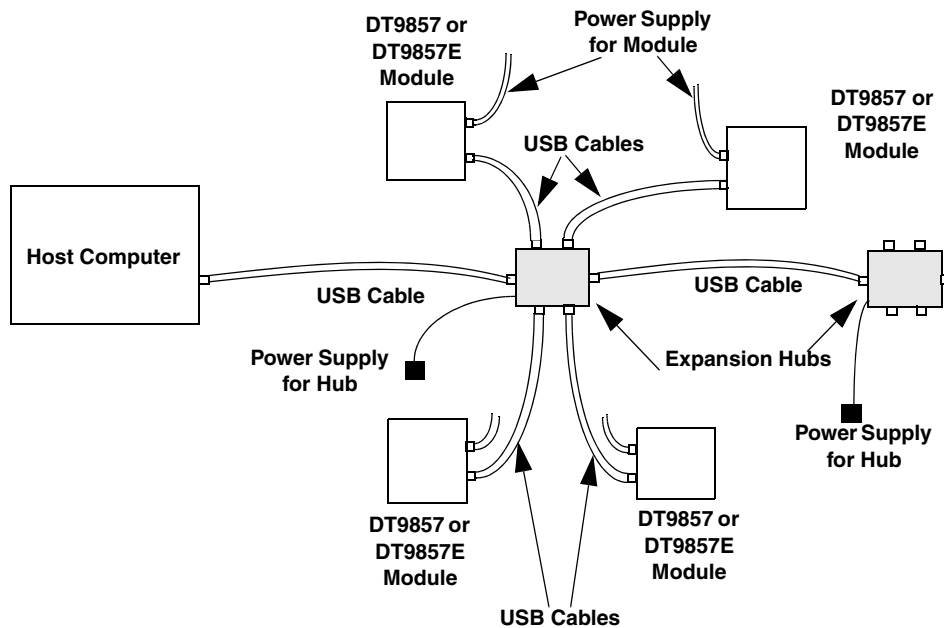 DT9857 or
DT9857E
Module
Power Supply
for Module
DT9857 or
DT9857E
Module
USB Cables
Host Computer
USB Cable
USB Cable
Power Supply
for Hub
Expansion Hubs
Power Supply
for Hub
DT9857 or
DT9857E
Module
DT9857 or
DT9857E
Module
USB Cables